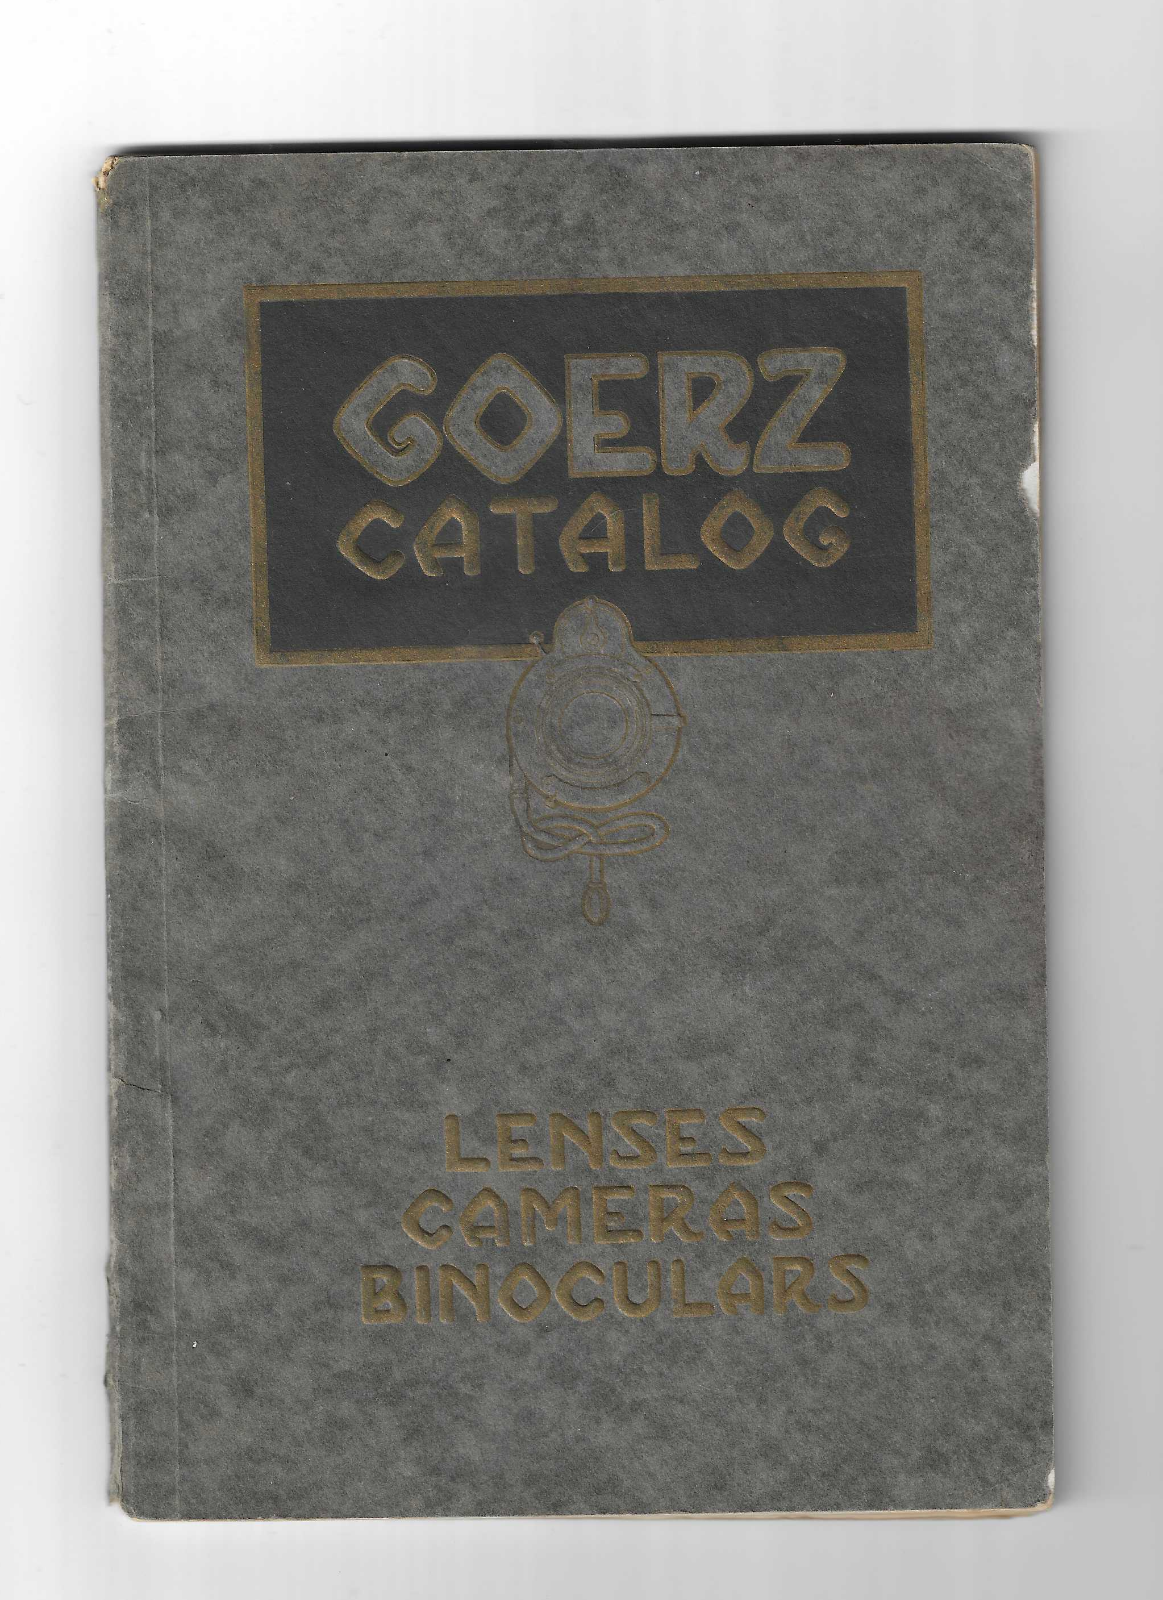 GOERZ
CATALOG
LENSES
CAMERAS
BINOCULARS